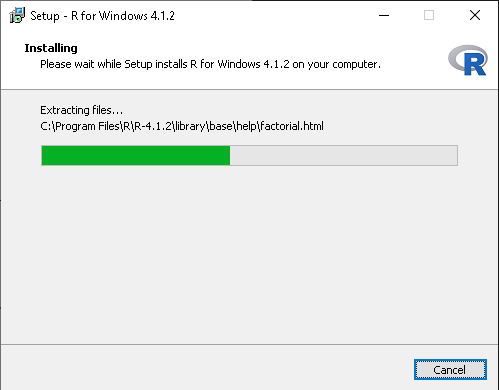 Setup - R for Windows 4.1.2
Installing
Please wait while Setup installs R for Windows 4.1.2 on your computer.
R
Extracting files...
C:\Program Files\R\R-4.1.2\library\base\help\factorial.html
Cancel